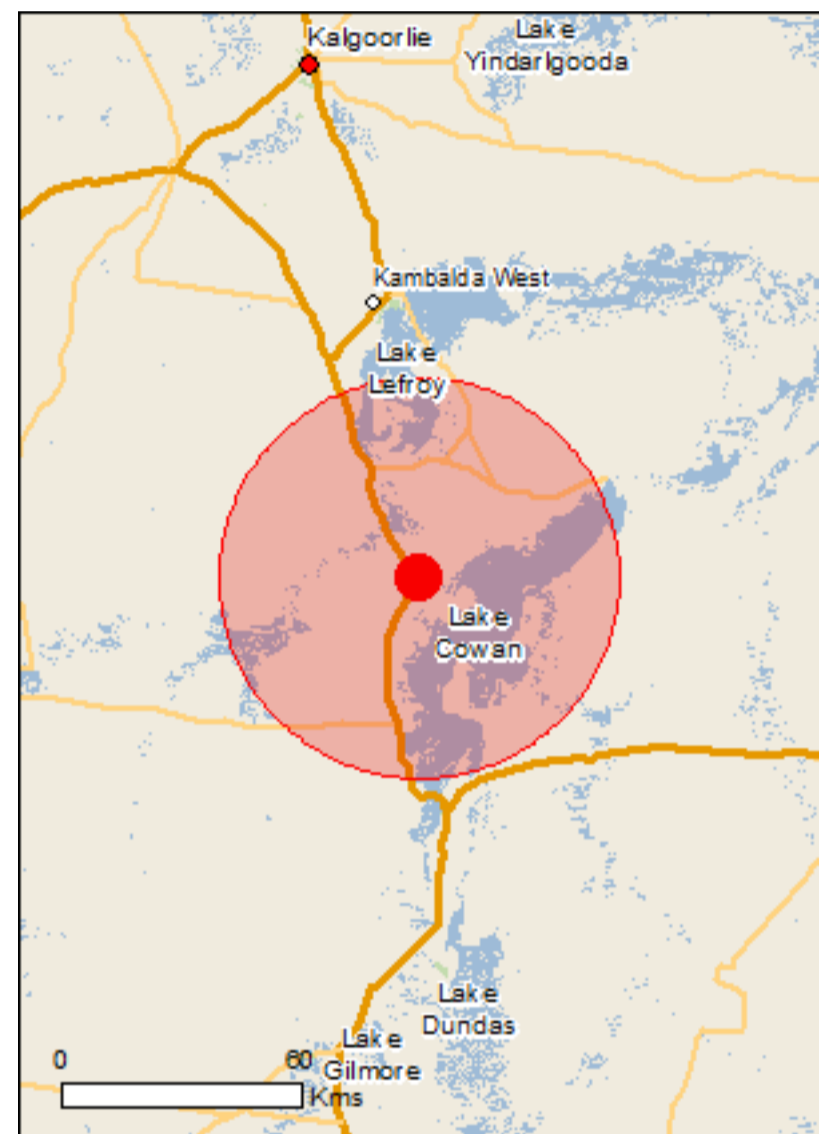 Kalgoorlie
Lake
Yindarlgooda
Kambalda West
Lake
Lefroy
Lake
Cowan
Lake
Dundas
Lake
Gilmore
0 60
Kms